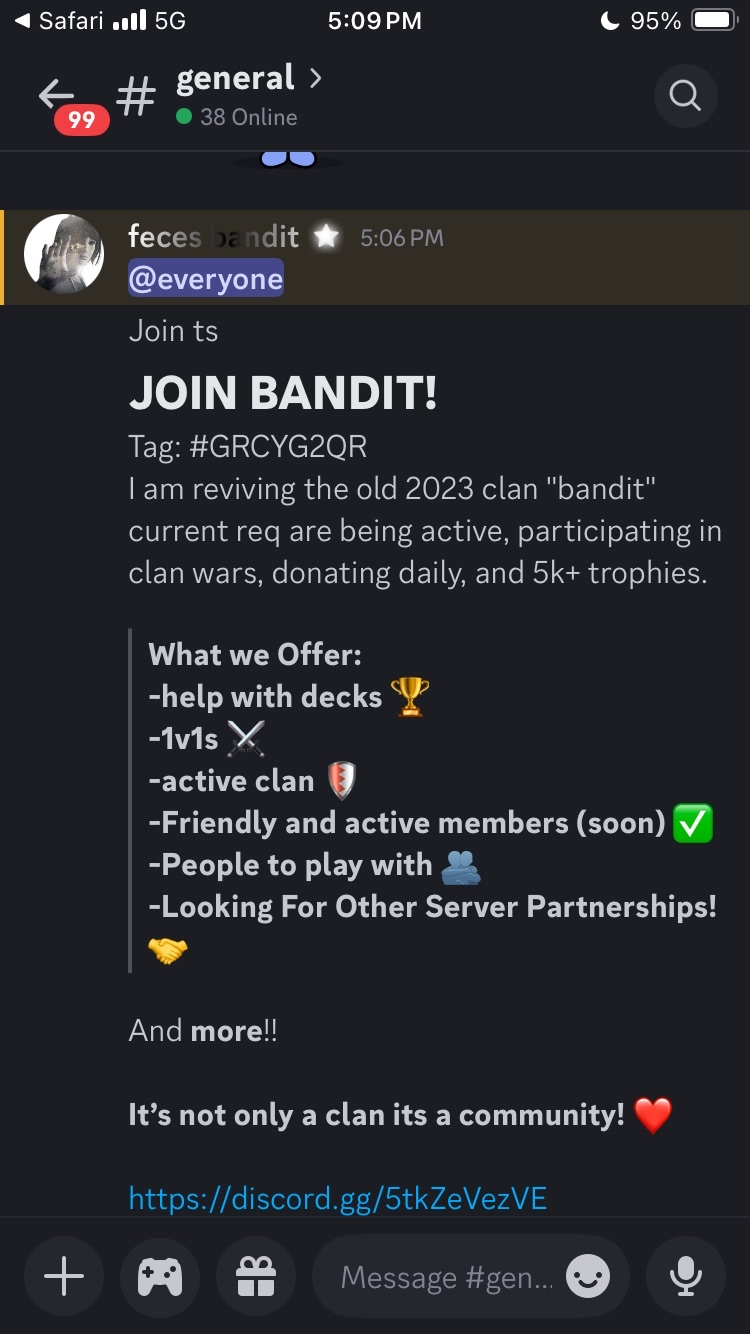 Safari 5G 5:09 PM 95%
general
99
38 Online
feces bandit 5:06 PM
@everyone
Join ts
JOIN BANDIT!
Tag: #GRCYG2QR
I am reviving the old 2023 clan "bandit"
current req are being active, participating in
clan wars, donating daily, and 5k+ trophies.
What we Offer:
-help with decks 🏆
-1v1s ⚔️
-active clan 🛡️
-Friendly and active members (soon) ✅
-People to play with 🫂
-Looking For Other Server Partnerships!
🤝
And more!!
It’s not only a clan its a community! ❤️
https://discord.gg/5tkZeVezVE
Message #gen...